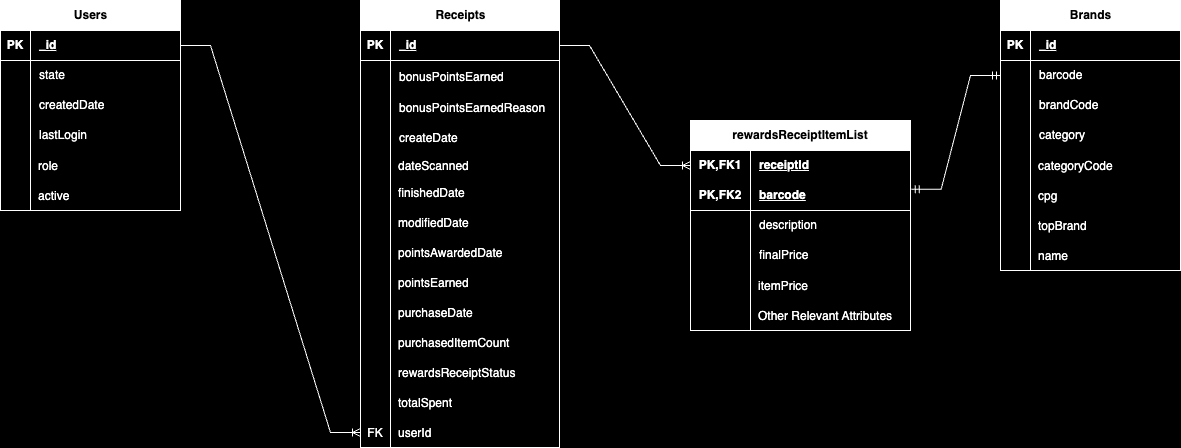 Users
PK _id
state
createdDate
lastLogin
role
active
Receipts
PK _id
bonusPointsEarned
bonusPointsEarnedReason
createDate
dateScanned
finishedDate
modifiedDate
pointsAwardedDate
pointsEarned
purchaseDate
purchasedItemCount
rewardsReceiptStatus
totalSpent
FK userId
rewardsReceiptItemList
PK,FK1 receiptId
PK,FK2 barcode
description
finalPrice
itemPrice
Other Relevant Attributes
Brands
PK _id
barcode
brandCode
category
categoryCode
cpg
topBrand
name